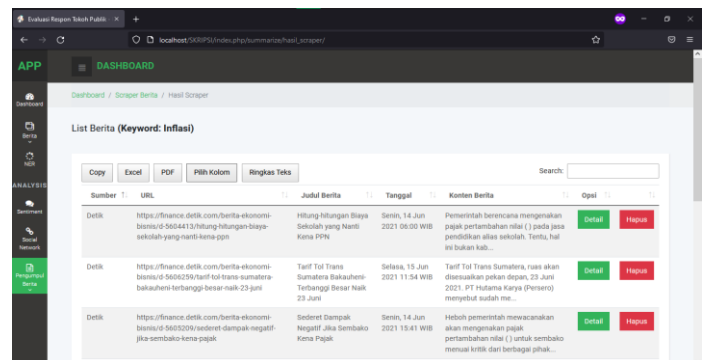 Evaluasi Respon Tokoh Publik
localhost/SKRIPSI/index.php/summarize/hasil_scraper/
APP
DASHBOARD
Dashboard
Dashboard / Scraper Berita / Hasil Scraper
Berita
List Berita (Keyword: Inflasi)
NER
Copy Excel PDF Pilih Kolom Ringkas Teks Search:
ANALYSIS
Sumber URL Judul Berita Tanggal Konten Berita Opsi
Sentiment
Detik https://finance.detik.com/berita-ekonomi- Hitung-hitungan Biaya Senin, 14 Jun Pemerintah berencana mengenakan Detail Hapus
bisnis/d-5604413/hitung-hitungan-biaya- Sekolah yang Nanti 2021 06:00 WIB pajak pertambahan nilai ( ) pada jasa
sekolah-yang-nanti-kena-ppn Kena PPN pendidikan alias sekolah. Tentu, hal
ini bukan kab...
Social
Network
Pengumpul
Berita
Detik https://finance.detik.com/berita-ekonomi- Tarif Tol Trans Selasa, 15 Jun Tarif Tol Trans Sumatera, ruas akan Detail Hapus
bisnis/d-5606259/tarif-tol-trans-sumatera- Sumatera Bakauheni- 2021 11:54 WIB disesuaikan pekan depan, 23 Juni
bakauheni-terbanggi-besar-naik-23-juni Terbanggi Besar Naik 2021. PT Hutama Karya (Persero)
23 Juni menyebut sudah me...
Detik https://finance.detik.com/berita-ekonomi- Sederet Dampak Senin, 14 Jun Heboh pemerintah mewacanakan Detail Hapus
bisnis/d-5605209/sederet-dampak-negatif- Negatif Jika Sembako 2021 15:41 WIB akan mengenakan pajak
jika-sembako-kena-pajak Kena Pajak pertambahan nilai ( ) untuk sembako
menuai kritik dari berbagai pihak...